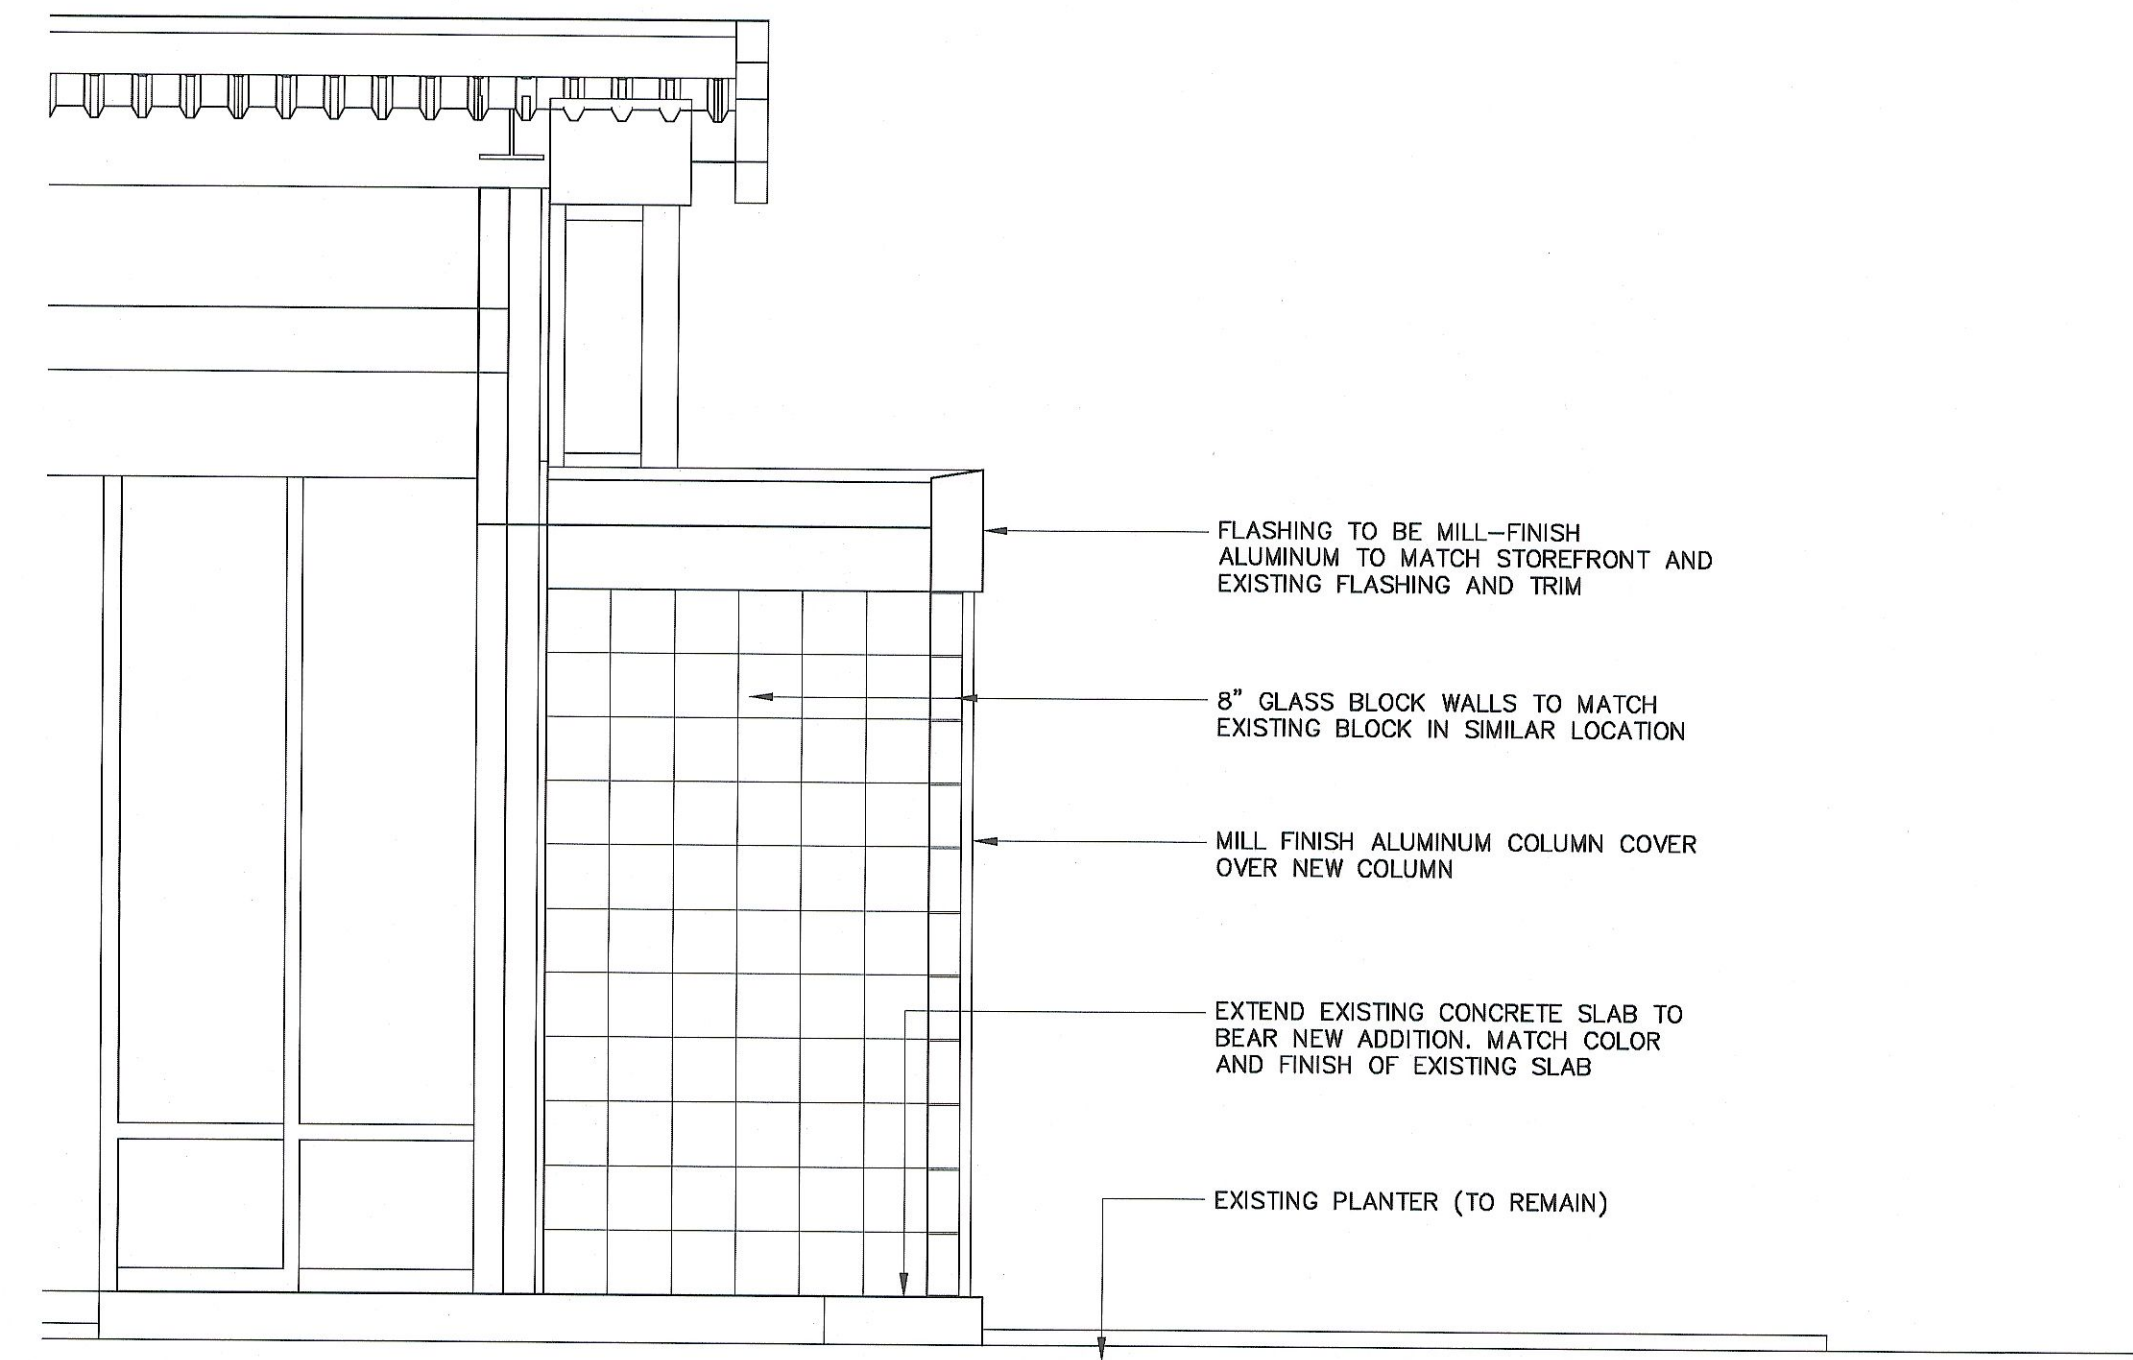 FLASHING TO BE MILL-FINISH
ALUMINUM TO MATCH STOREFRONT AND
EXISTING FLASHING AND TRIM
8" GLASS BLOCK WALLS TO MATCH
EXISTING BLOCK IN SIMILAR LOCATION
MILL FINISH ALUMINUM COLUMN COVER
OVER NEW COLUMN
EXTEND EXISTING CONCRETE SLAB TO
BEAR NEW ADDITION. MATCH COLOR
AND FINISH OF EXISTING SLAB
EXISTING PLANTER (TO REMAIN)